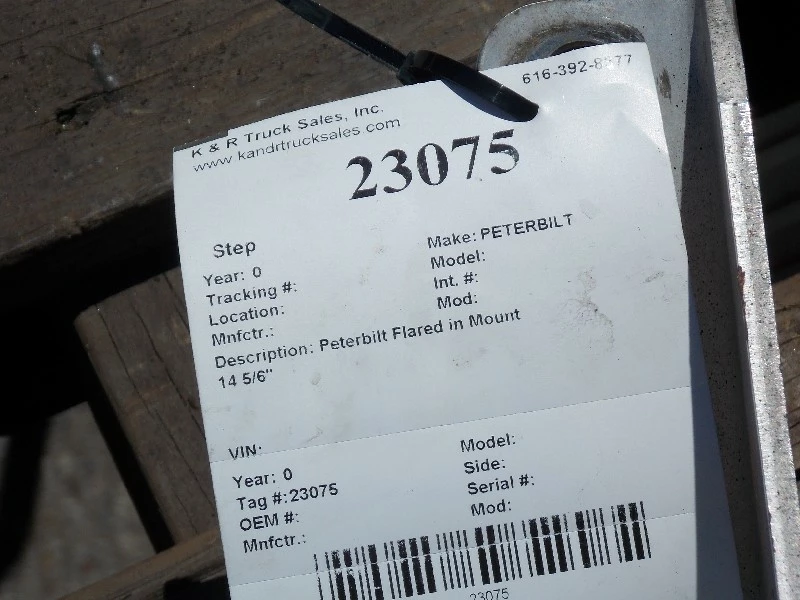 K & R Truck Sales, Inc.
616-392-8377
www.kandrtrucksales.com
23075
Step
Make: PETERBILT
Year: 0
Model:
Tracking #:
Int. #:
Location:
Mod:
Mnfctr.:
Description: Peterbilt Flared in Mount
14 5/6"
VIN:
Model:
Year: 0
Side:
Tag #:23075
Serial #:
OEM #:
Mod:
Mnfctr.:
23075